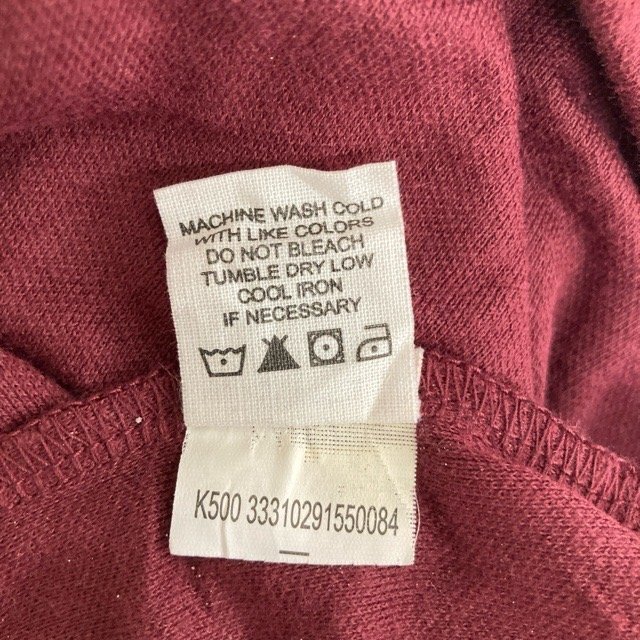 MACHINE WASH COLD
WITH LIKE COLORS
DO NOT BLEACH
TUMBLE DRY LOW
COOL IRON
IF NECESSARY
K500 33310291550084